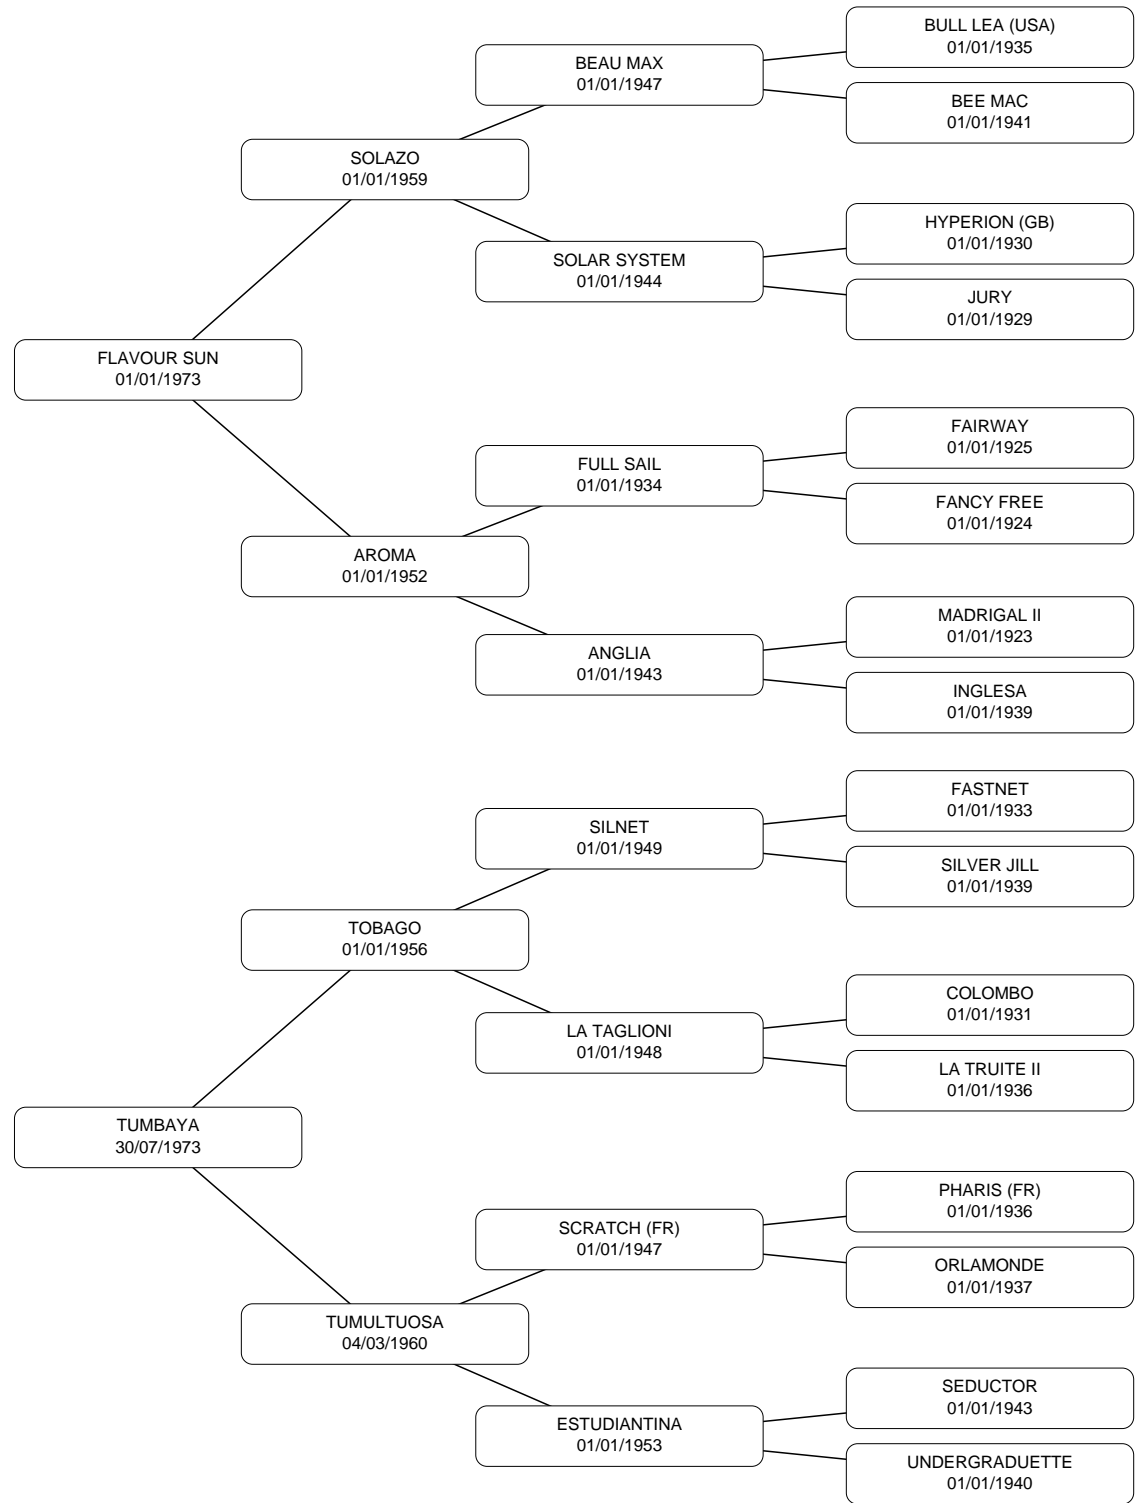 BULL LEA (USA)
01/01/1935
BEAU MAX
01/01/1947
BEE MAC
01/01/1941
SOLAZO
01/01/1959
HYPERION (GB)
01/01/1930
SOLAR SYSTEM
01/01/1944
JURY
01/01/1929
FLAVOUR SUN
01/01/1973
FAIRWAY
01/01/1925
FULL SAIL
01/01/1934
FANCY FREE
01/01/1924
AROMA
01/01/1952
MADRIGAL II
01/01/1923
ANGLIA
01/01/1943
INGLESA
01/01/1939
FASTNET
01/01/1933
SILNET
01/01/1949
SILVER JILL
01/01/1939
TOBAGO
01/01/1956
COLOMBO
01/01/1931
LA TAGLIONI
01/01/1948
LA TRUITE II
01/01/1936
TUMBAYA
30/07/1973
PHARIS (FR)
01/01/1936
SCRATCH (FR)
01/01/1947
ORLAMONDE
01/01/1937
TUMULTUOSA
04/03/1960
SEDUCTOR
01/01/1943
ESTUDIANTINA
01/01/1953
UNDERGRADUETTE
01/01/1940